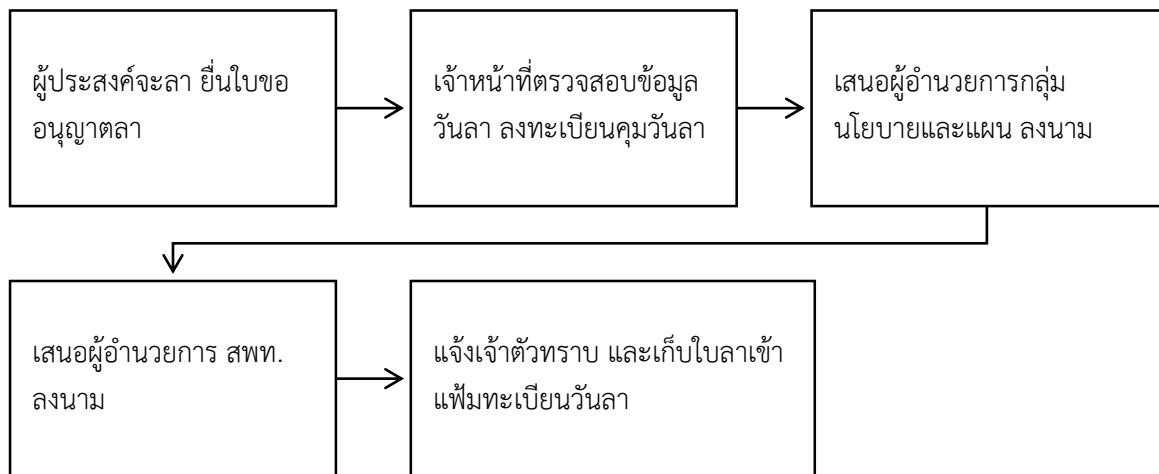 ผู้ประสงค์จะลา ยื่นใบขอ
อนุญาตลา
เจ้าหน้าที่ตรวจสอบข้อมูล
วันลา ลงทะเบียนคุมวันลา
เสนอผู้อำนวยการกลุ่ม
นโยบายและแผน ลงนาม
เสนอผู้อำนวยการ สพท.
ลงนาม
แจ้งเจ้าตัวทราบ และเก็บใบลาเข้า
แฟ้มทะเบียนวันลา